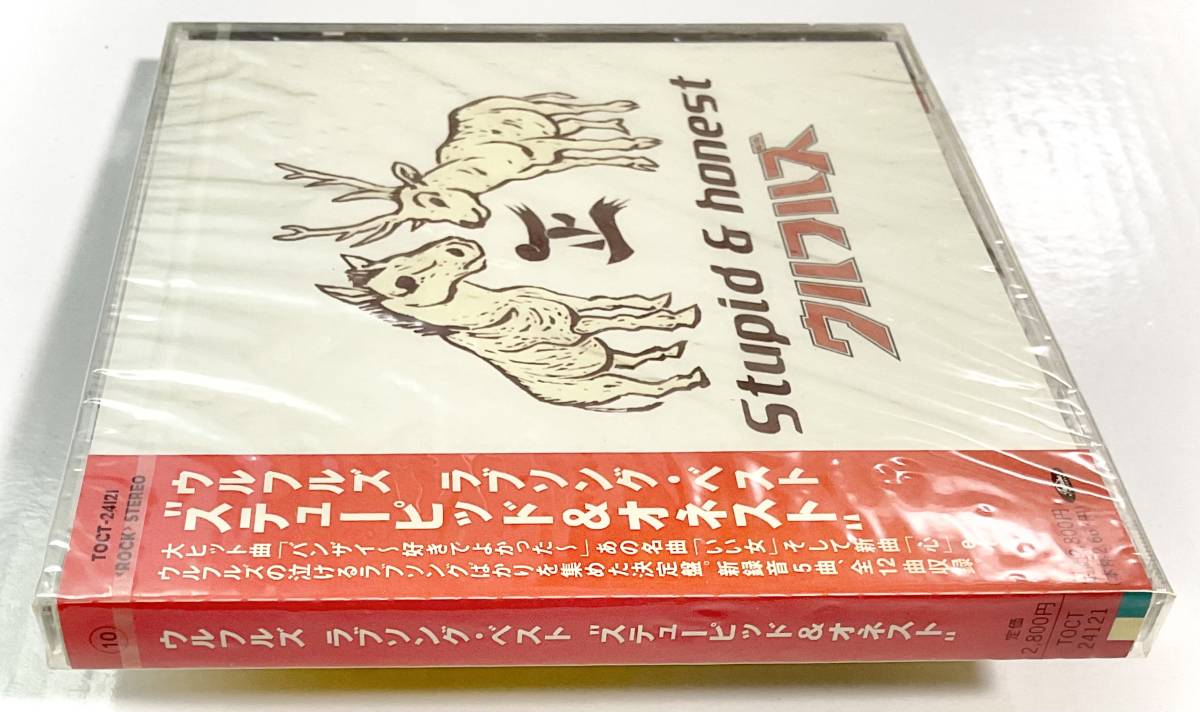 心
Stupid & honest
ウルフルズ
TOCT-24121
*ROCK* STEREO
ウルフルズ ラブソング・ベスト
"ステューピッド&オネスト"
大ヒット曲「バンザイ〜好きでよかった〜」あの名曲「いい女」そして新曲「心」
ウルフルズの泣けるラブソングばかりを集めた決定盤。新録音5曲、全12曲収録
10
ウルフルズ ラブソング・ベスト "ステューピッド&オネスト"
定価
2,800円
TOCT
24121